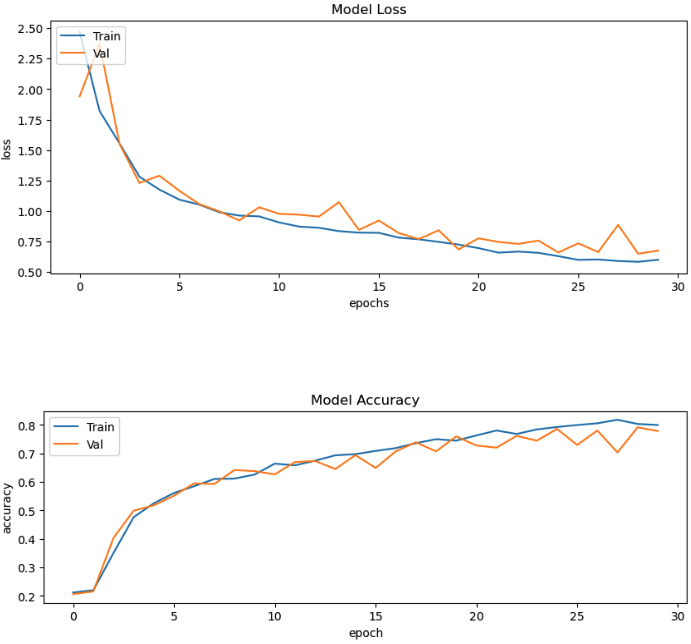 Model Loss
2.50
2.25
2.00
1.75
1.50
1.25
1.00
0.75
0.50
loss
Train
Val
0 5 10 15 20 25 30
epochs
Model Accuracy
0.8
0.7
0.6
0.5
0.4
0.3
0.2
accuracy
Train
Val
0 5 10 15 20 25 30
epoch